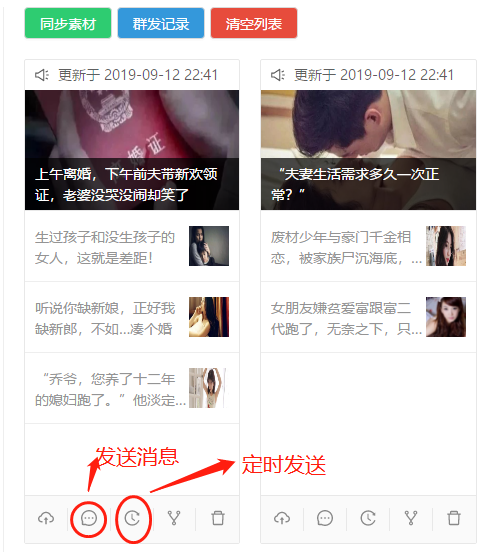 同步素材
群发记录
清空列表
更新于 2019-09-12 22:41
上午离婚，下午前夫带新欢领
证，老婆没哭没闹却笑了
生过孩子和没生孩子的
女人，这就是差距！
听说你缺新娘，正好我
缺新郎，不如...凑个婚
“乔爷，您养了十二年
的媳妇跑了。”他淡定...
更新于 2019-09-12 22:41
“夫妻生活需求多久一次正
常？”
废材少年与豪门千金相
恋，被家族尸沉海底，...
女朋友嫌贫爱富跟富二
代跑了，无奈之下，只...
发送消息
定时发送